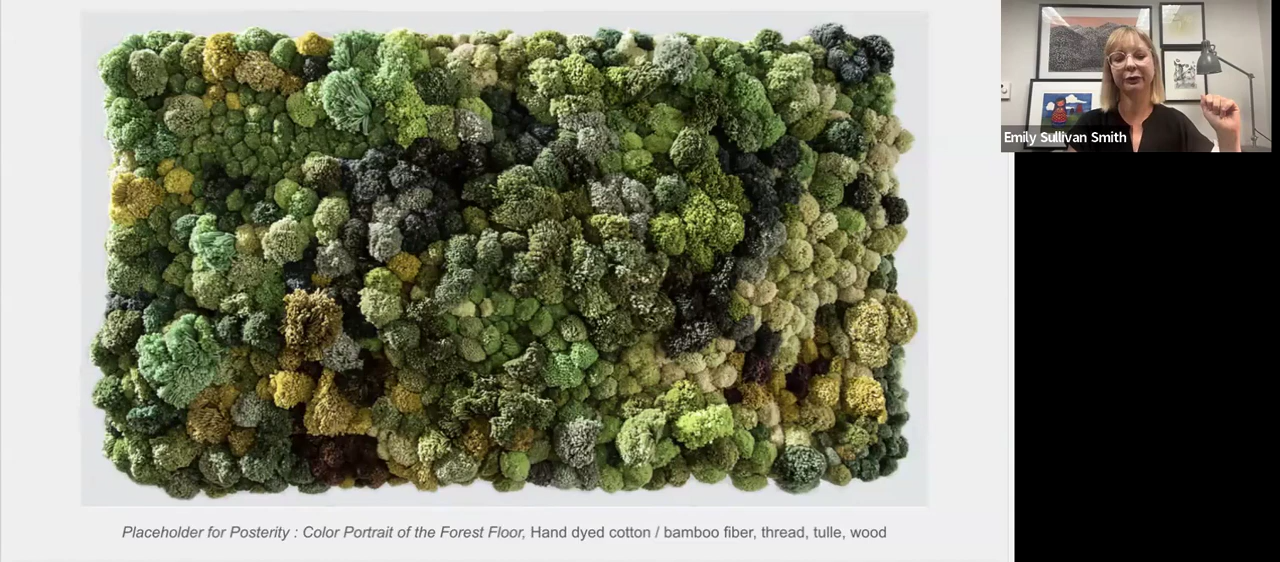 Emily Sullivan Smith
Placeholder for Posterity : Color Portrait of the Forest Floor, Hand dyed cotton / bamboo fiber, thread, tulle, wood